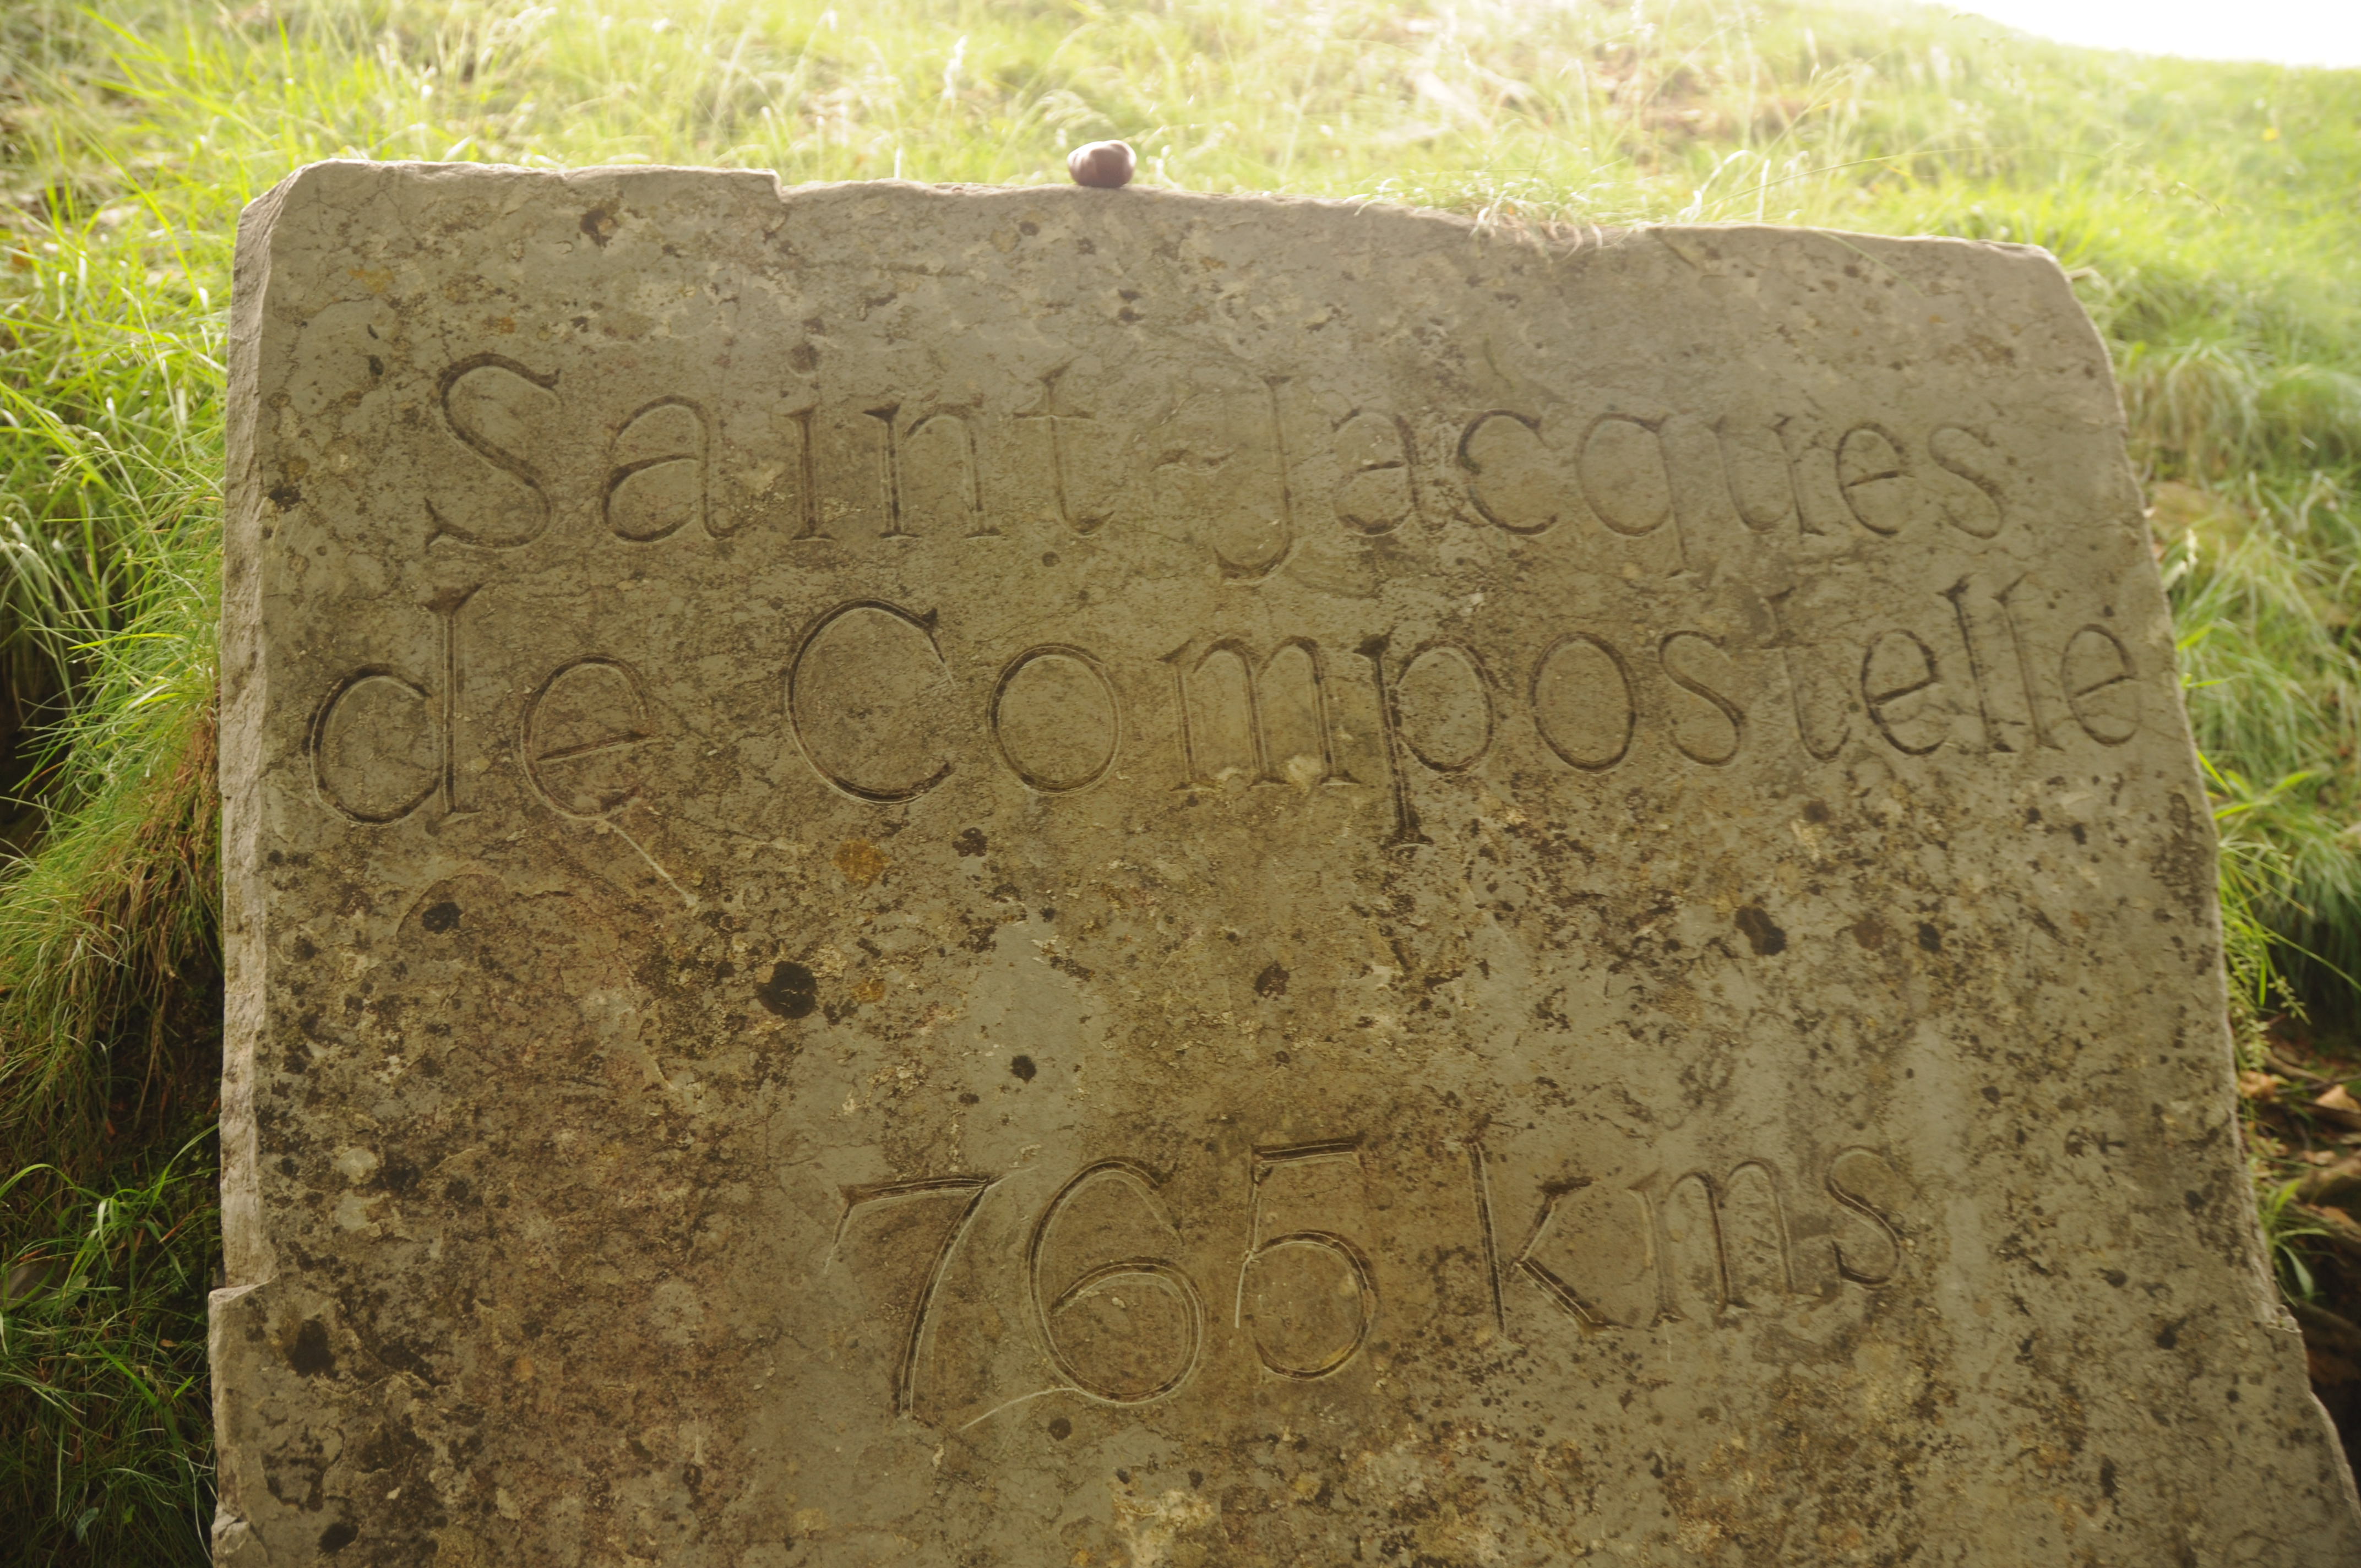 Saint-Jacques
de Compostelle
765 kms